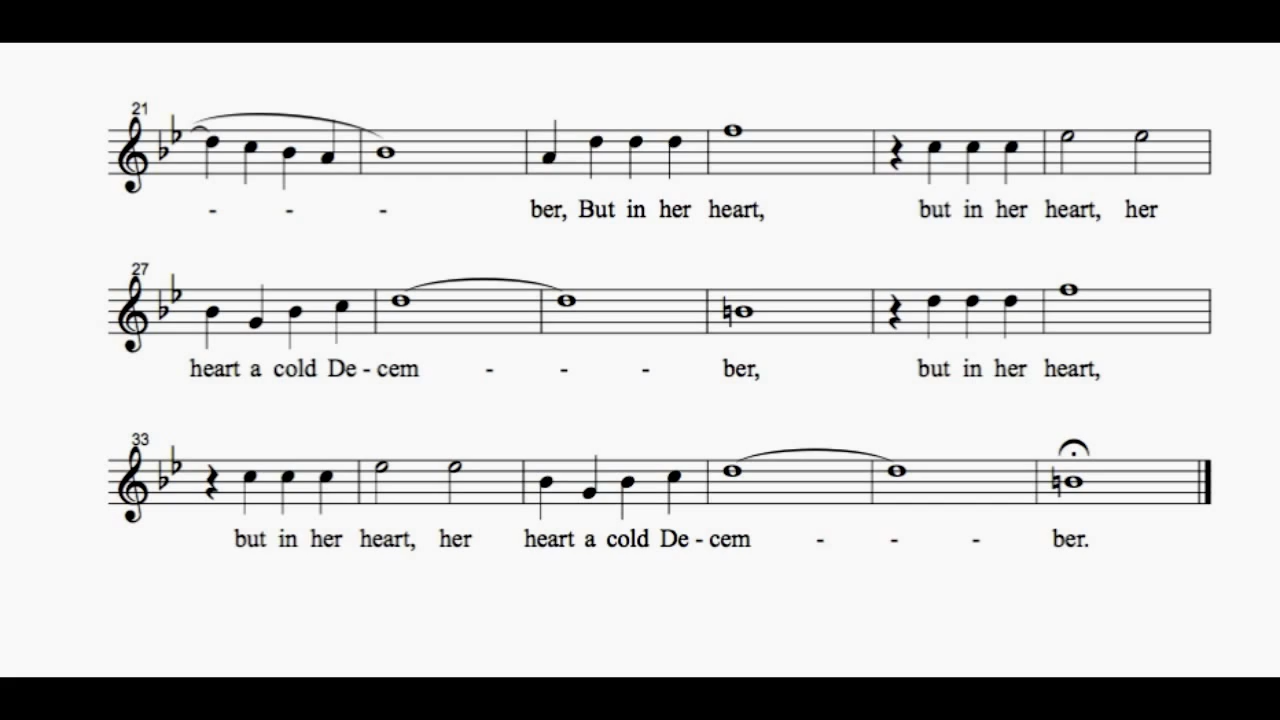 21
- - - ber, But in her heart, but in her heart, her
27
heart a cold De - cem - - - ber, but in her heart,
33
but in her heart, her heart a cold De - cem - - - ber.